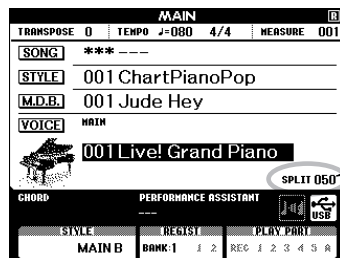 MAIN R
TRANSPOSE 0 TEMPO ♩=080 4/4 MEASURE 001
SONG *** ---
STYLE 001 ChartPianoPop
M.D.B. 001 Jude Hey
VOICE MAIN
001 Live! Grand Piano
SPLIT 050
CHORD PERFORMANCE ASSISTANT
---
USB
STYLE REGIST PLAY PART
MAIN B BANK:1 1 2 REC 1 2 3 4 5 A